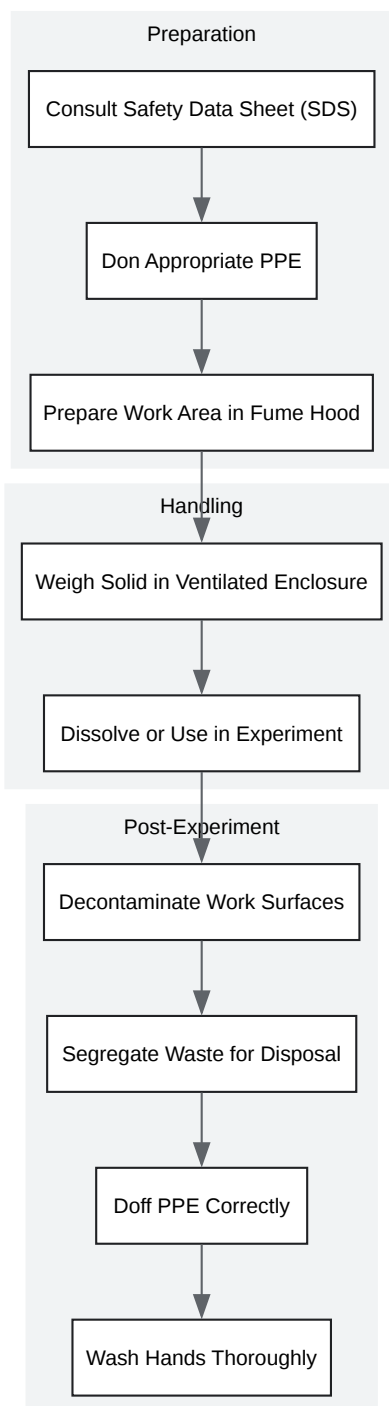 Preparation
Consult Safety Data Sheet (SDS)
Don Appropriate PPE
Prepare Work Area in Fume Hood
Handling
Weigh Solid in Ventilated Enclosure
Dissolve or Use in Experiment
Post-Experiment
Decontaminate Work Surfaces
Segregate Waste for Disposal
Doff PPE Correctly
Wash Hands Thoroughly